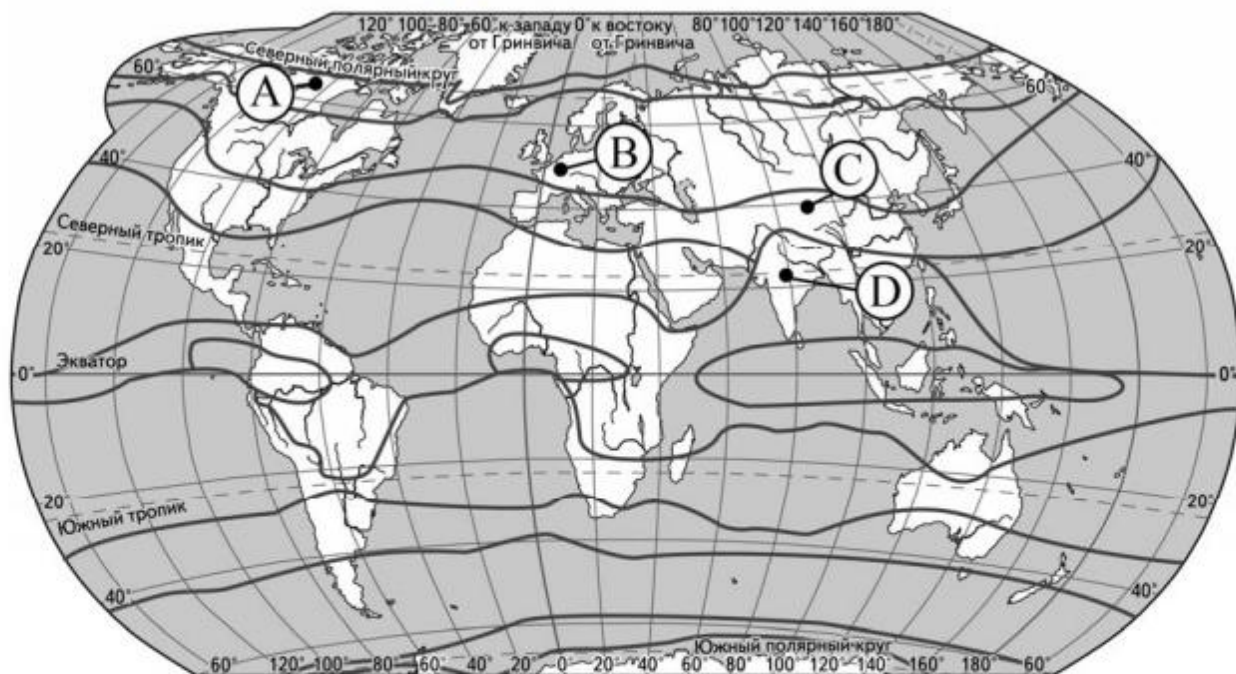 120° 100° 80° 60° к западу 0° к востоку 80° 100° 120° 140° 160° 180°
от Гринвича от Гринвича
Северный полярный круг
60°
60°
A
B
C
40°
40°
Северный тропик
20°
20°
D
Экватор
0°
0°
20°
20°
Южный тропик
40°
40°
Южный полярный круг
60° 120° 100° 80° 160° 40° 20° 0° 20° 40° 60° 80° 100° 120° 140° 160° 180° 60°